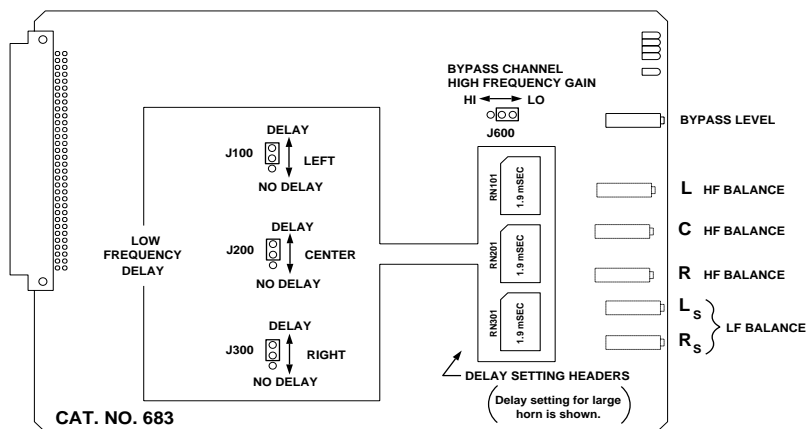 BYPASS CHANNEL
HIGH FREQUENCY GAIN
HI LO
J600
BYPASS LEVEL
DELAY
J100
LEFT
NO DELAY
RN101
1.9 mSEC
L HF BALANCE
LOW
FREQUENCY
DELAY
DELAY
J200
CENTER
NO DELAY
RN201
1.9 mSEC
C HF BALANCE
R HF BALANCE
DELAY
J300
RIGHT
NO DELAY
RN301
1.9 mSEC
LS
RS
LF BALANCE
DELAY SETTING HEADERS
(Delay setting for large
horn is shown.)
CAT. NO. 683